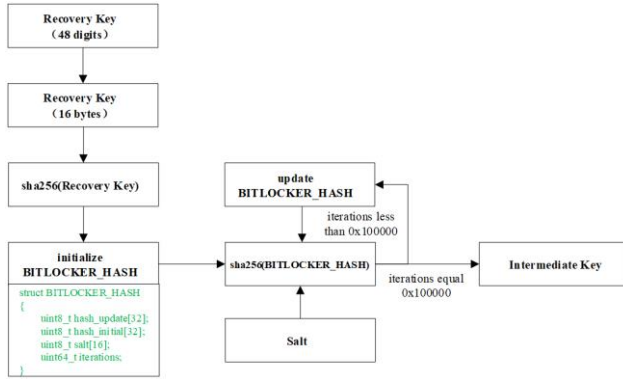 Recovery Key
(48 digits)
Recovery Key
(16 bytes)
sha256(Recovery Key)
initialize
BITLOCKER_HASH
struct BITLOCKER_HASH
{
uint8_t hash_update[32];
uint8_t hash_initial[32];
uint8_t salt[16];
uint64_t iterations;
}
update
BITLOCKER_HASH
iterations less
than 0x100000
sha256(BITLOCKER_HASH)
Salt
iterations equal
0x100000
Intermediate Key